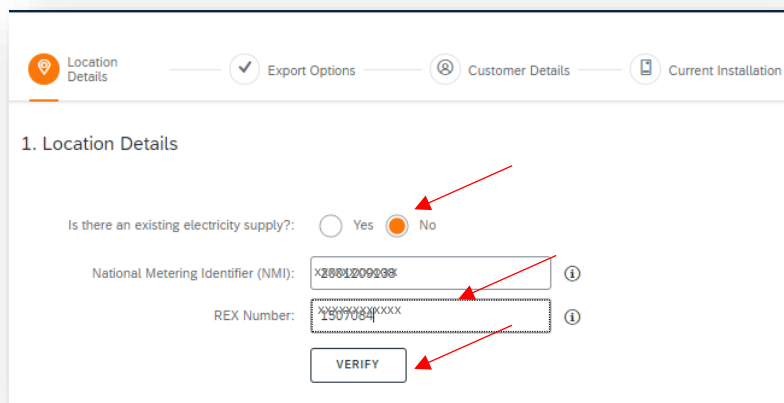 Location
Details
Export Options
Customer Details
Current Installation
1. Location Details
Is there an existing electricity supply?: Yes No
National Metering Identifier (NMI):
REX Number:
VERIFY